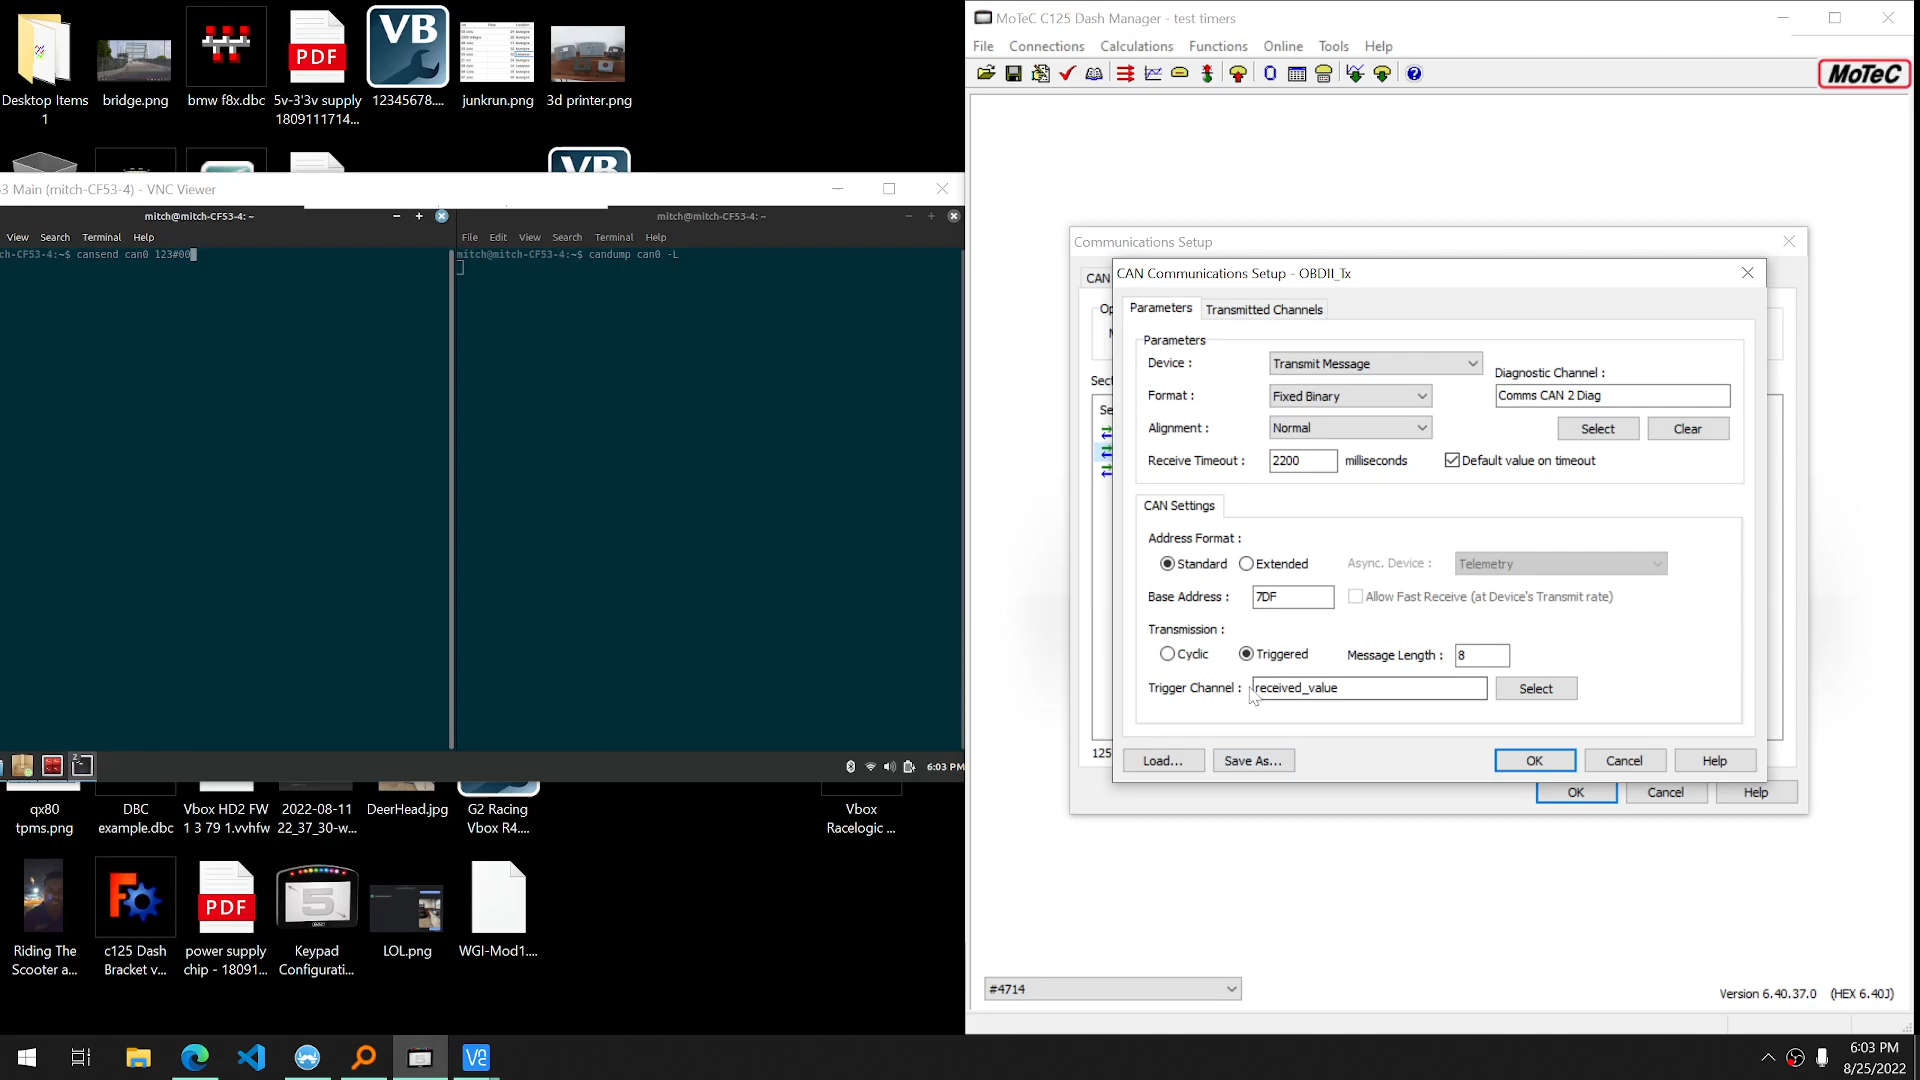 Desktop Items
1
bridge.png
bmw f8x.dbc
PDF
5v-3'3v supply
1809111714...
VB
12345678....
junkrun.png
3d printer.png
VB
53 Main (mitch-CF53-4) - VNC Viewer
mitch@mitch-CF53-4: ~
View Search Terminal Help
ch-CF53-4:~$ cansend can0 123#00
mitch@mitch-CF53-4: ~
File Edit View Search Terminal Help
mitch@mitch-CF53-4:~$ candump can0 -L
6:03 PM
qx80
tpms.png
DBC
example.dbc
Vbox HD2 FW
1 3 79 1.vvhfw
2022-08-11
22_37_30-w...
DeerHead.jpg
G2 Racing
Vbox R4....
Vbox
Racelogic ...
Riding The
Scooter a...
c125 Dash
Bracket v...
PDF
power supply
chip - 18091...
Keypad
Configurati...
LOL.png
WGI-Mod1....
MoTeC C125 Dash Manager - test timers
File Connections Calculations Functions Online Tools Help
MoTeC
Communications Setup
CAN
CAN Communications Setup - OBDII_Tx
Parameters
Transmitted Channels
Parameters
Device :
Transmit Message
Diagnostic Channel :
Format :
Fixed Binary
Comms CAN 2 Diag
Alignment :
Normal
Select
Clear
Receive Timeout :
2200
milliseconds
Default value on timeout
CAN Settings
Address Format :
Standard
Extended
Async. Device :
Telemetry
Base Address :
7DF
Allow Fast Receive (at Device's Transmit rate)
Transmission :
Cyclic
Triggered
Message Length :
8
Trigger Channel :
received_value
Select
125
Load...
Save As...
OK
Cancel
Help
OK
Cancel
Help
#4714
Version 6.40.37.0 (HEX 6.40J)
6:03 PM
8/25/2022